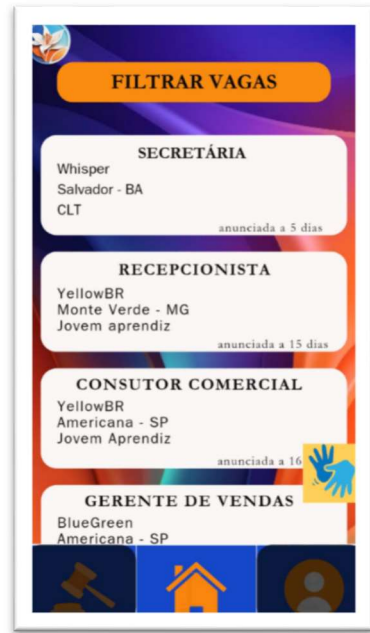 FILTRAR VAGAS
SECRETÁRIA
Whisper
Salvador - BA
CLT
anunciada a 5 dias
RECEPCIONISTA
YellowBR
Monte Verde - MG
Jovem aprendiz
anunciada a 15 dias
CONSUTOR COMERCIAL
YellowBR
Americana - SP
Jovem Aprendiz
anunciada a 16
GERENTE DE VENDAS
BlueGreen
Americana - SP